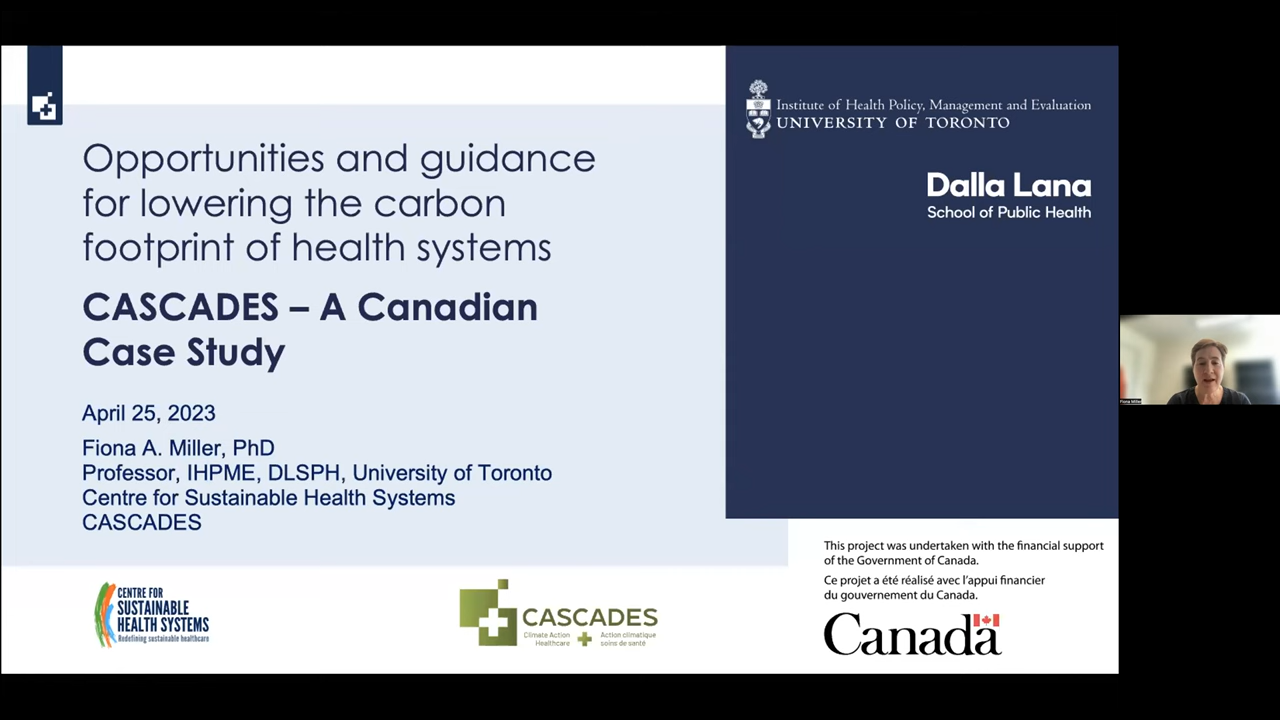 Opportunities and guidance
for lowering the carbon
footprint of health systems
CASCADES – A Canadian
Case Study
April 25, 2023
Fiona A. Miller, PhD
Professor, IHPME, DLSPH, University of Toronto
Centre for Sustainable Health Systems
CASCADES
Institute of Health Policy, Management and Evaluation
UNIVERSITY OF TORONTO
Dalla Lana
School of Public Health
This project was undertaken with the financial support
of the Government of Canada.
Ce projet a été réalisé avec l'appui financier
du gouvernement du Canada.
Canada
CENTRE FOR
SUSTAINABLE
HEALTH SYSTEMS
Redefining sustainable healthcare
CASCADES
Climate Action
Healthcare
Action climatique
soins de santé
Fiona Miller